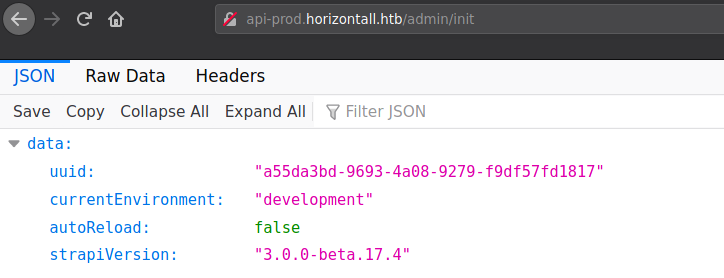 api-prod.horizontall.htb/admin/init
JSON Raw Data Headers
Save Copy Collapse All Expand All Filter JSON
data:
uuid: "a55da3bd-9693-4a08-9279-f9df57fd1817"
currentEnvironment: "development"
autoReload: false
strapiVersion: "3.0.0-beta.17.4"